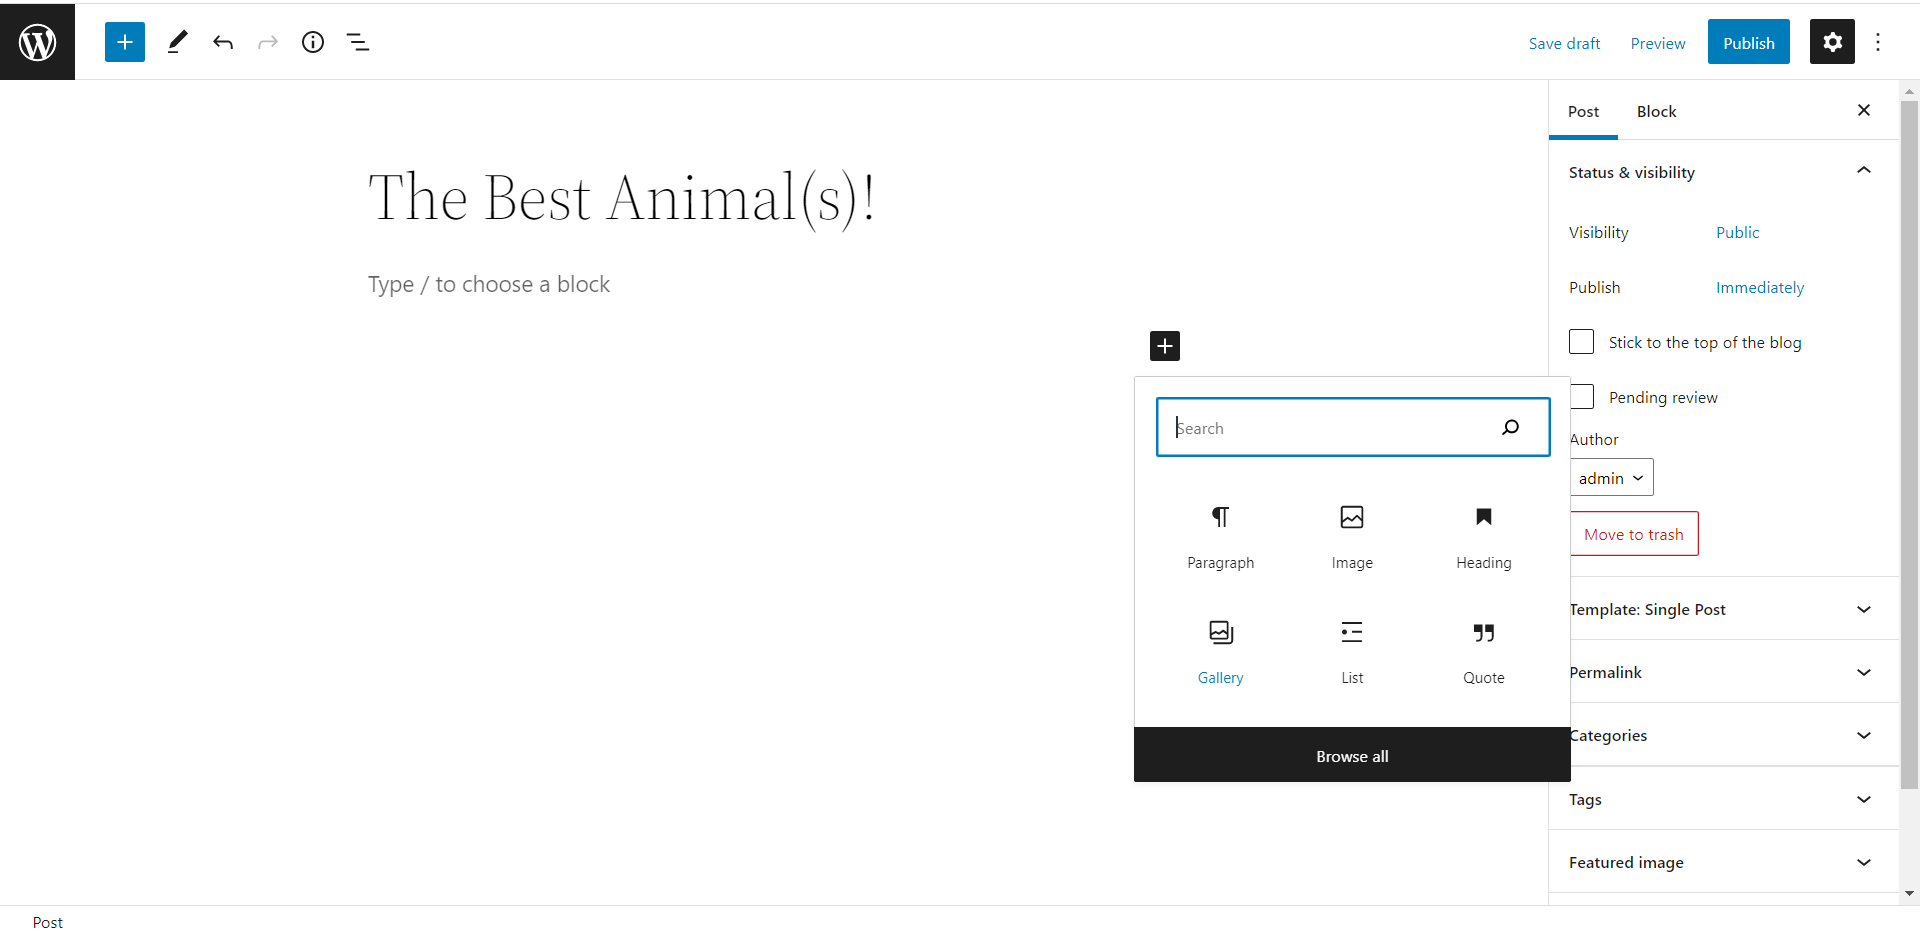 Save draft Preview Publish
Post Block
The Best Animal(s)!
Type / to choose a block
Search
Paragraph Image Heading
Gallery List Quote
Browse all
Status & visibility
Visibility Public
Publish Immediately
Stick to the top of the blog
Pending review
Author
admin
Move to trash
Template: Single Post
Permalink
Categories
Tags
Featured image
Post